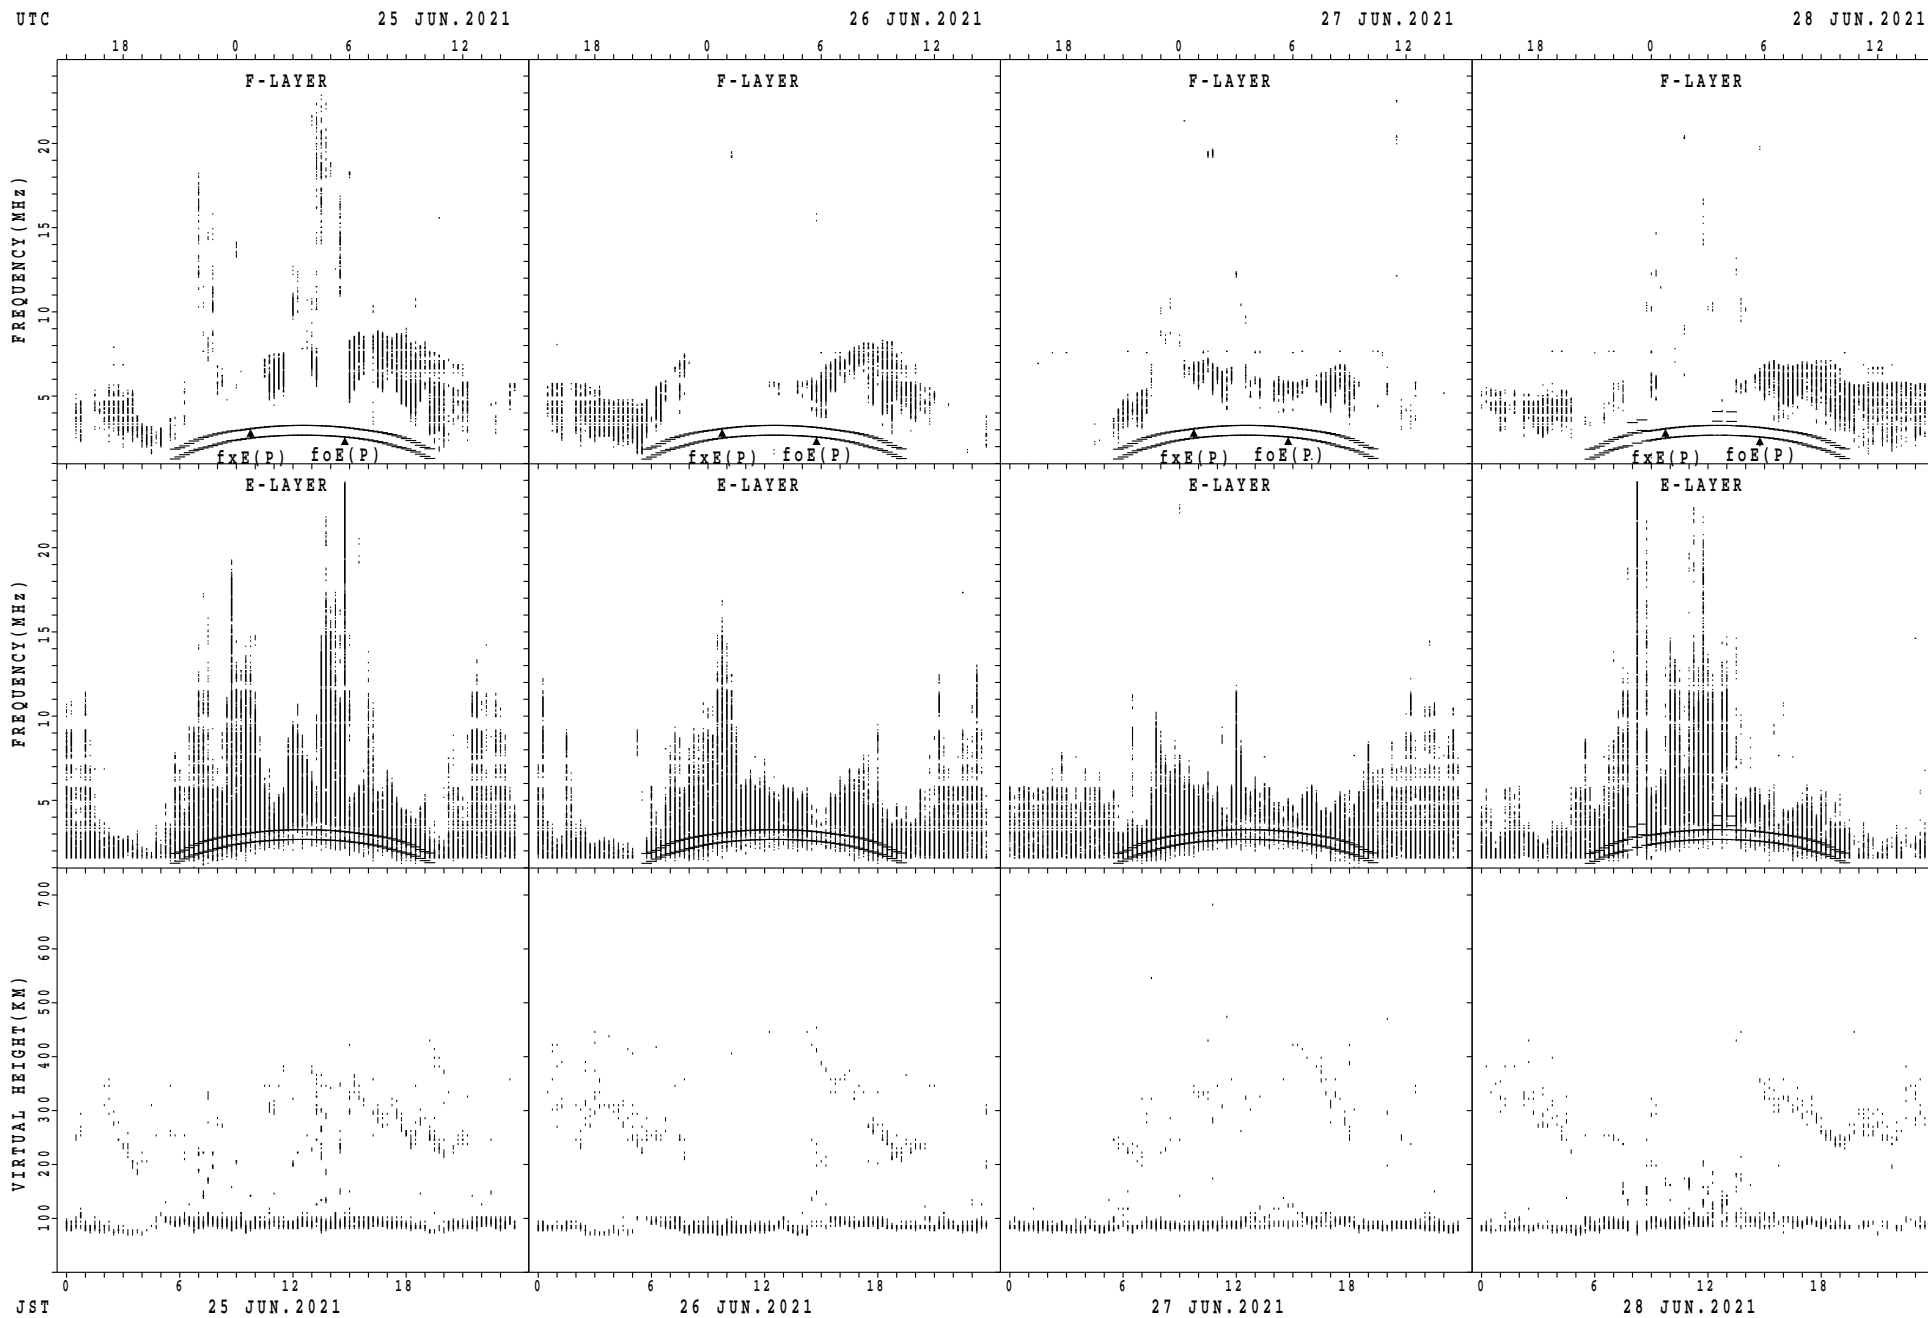 UTC 25 JUN.2021 26 JUN.2021 27 JUN.2021 28 JUN.2021
18 0 6 12 18 0 6 12 18 0 6 12 18 0 6 12
F-LAYER F-LAYER F-LAYER F-LAYER
FREQUENCY(MHz)
20
15
10
5
fxE(P) foE(P) fxE(P) foE(P) fxE(P) foE(P) fxE(P) foE(P)
E-LAYER E-LAYER E-LAYER E-LAYER
FREQUENCY(MHz)
20
15
10
5
VIRTUAL HEIGHT(KM)
700
600
500
400
300
200
100
0 6 12 18 0 6 12 18 0 6 12 18 0 6 12 18
JST 25 JUN.2021 26 JUN.2021 27 JUN.2021 28 JUN.2021